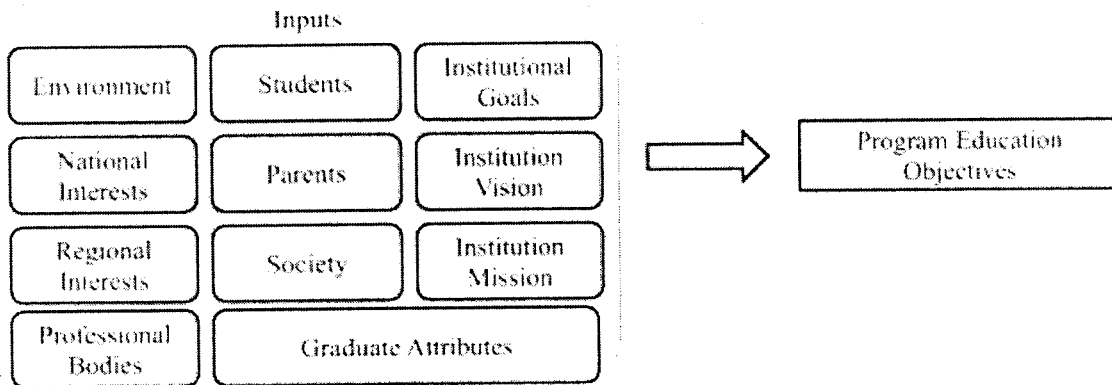 Inputs
Environment
Students
Institutional
Goals
National
Interests
Parents
Institution
Vision
Program Education
Objectives
Regional
Interests
Society
Institution
Mission
Professional
Bodies
Graduate Attributes